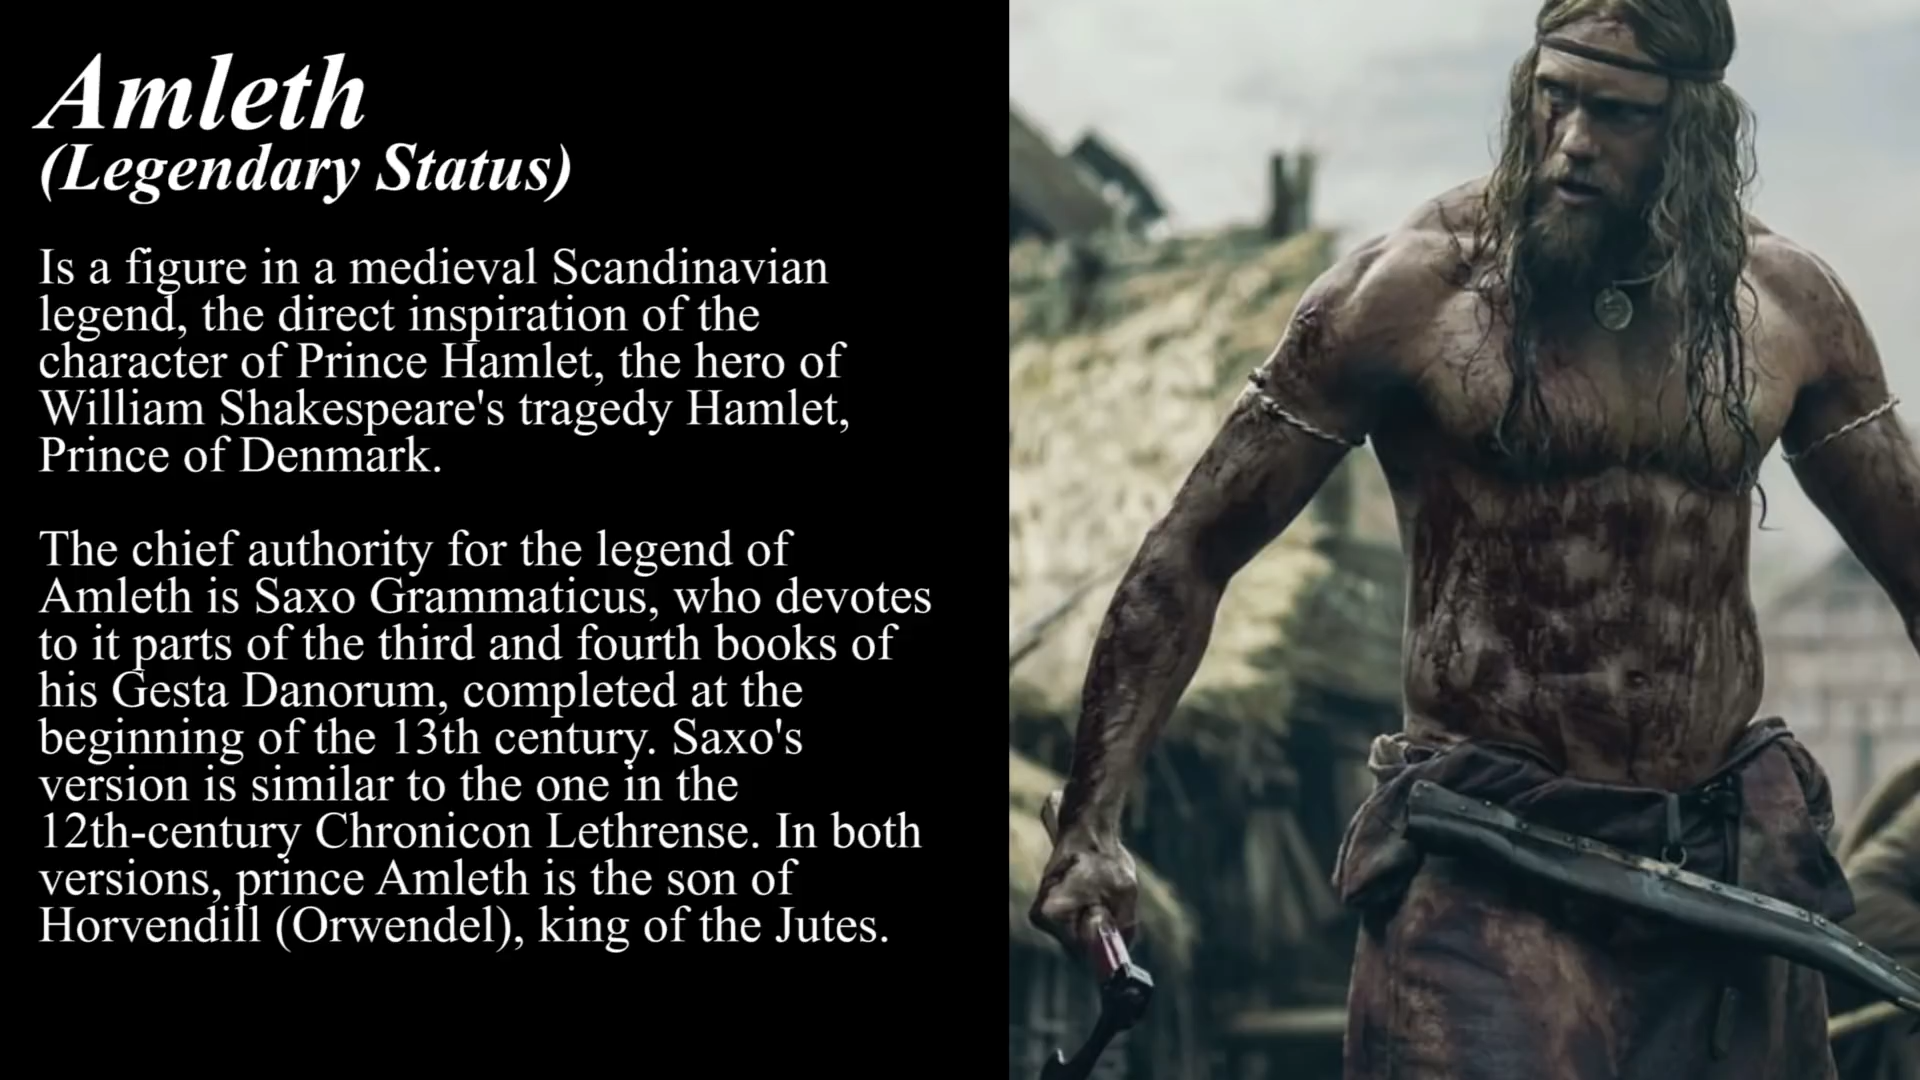 Amleth
(Legendary Status)
Is a figure in a medieval Scandinavian
legend, the direct inspiration of the
character of Prince Hamlet, the hero of
William Shakespeare's tragedy Hamlet,
Prince of Denmark.
The chief authority for the legend of
Amleth is Saxo Grammaticus, who devotes
to it parts of the third and fourth books of
his Gesta Danorum, completed at the
beginning of the 13th century. Saxo's
version is similar to the one in the
12th-century Chronicon Lethrense. In both
versions, prince Amleth is the son of
Horvendill (Orwendel), king of the Jutes.